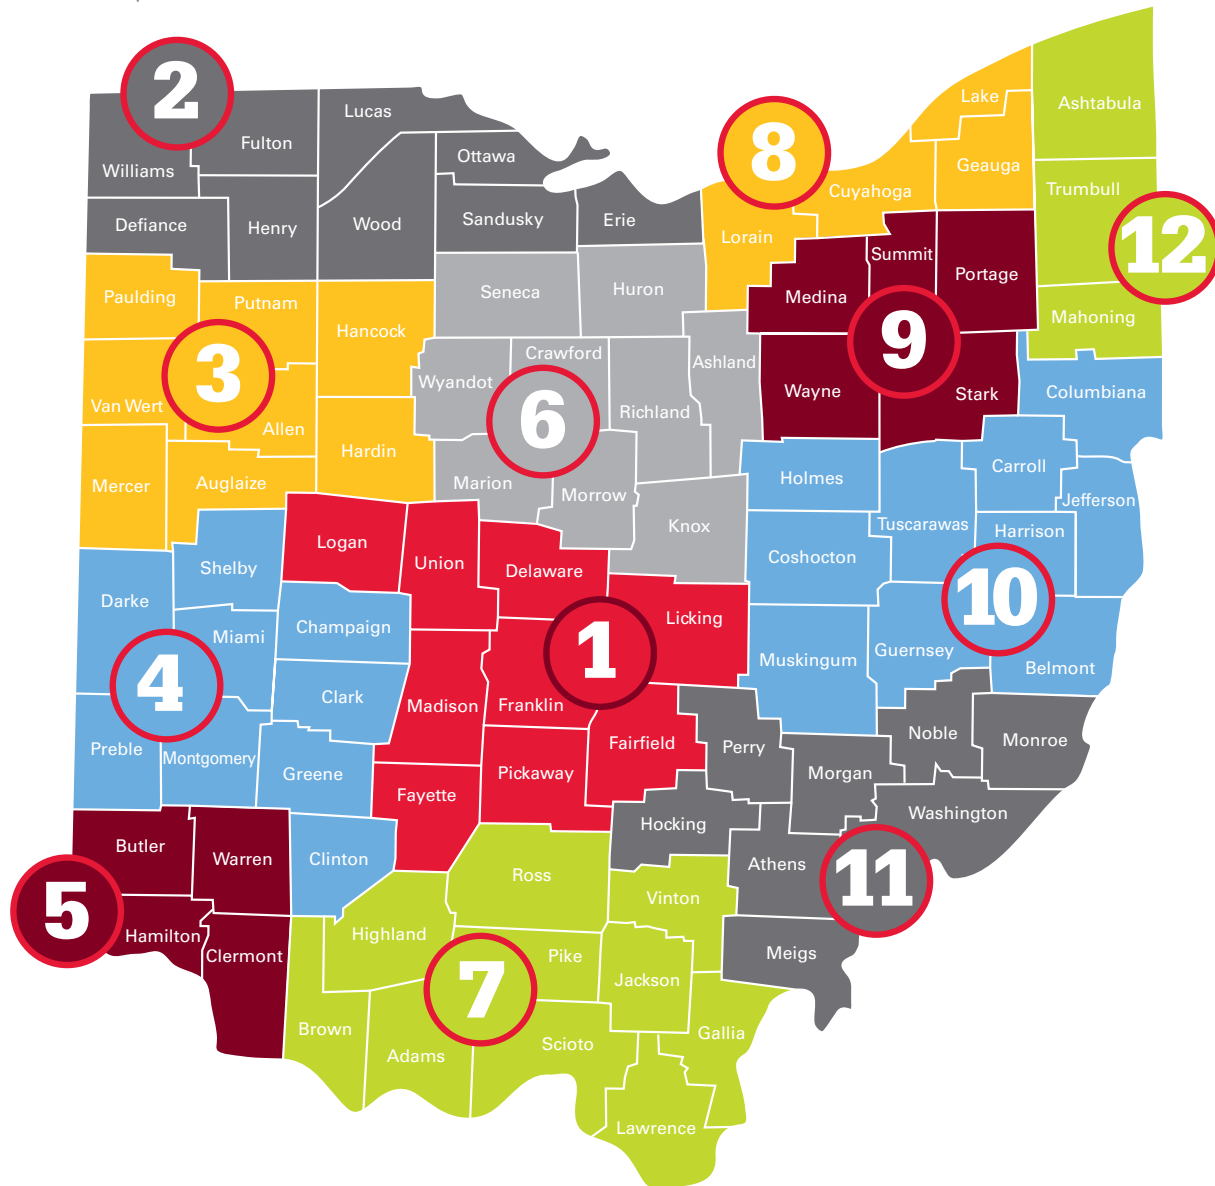 2
Lucas
Lake
Ashtabula
Fulton
8
Ottawa
Williams
Geauga
Cuyahoga
Trumbull
Defiance
Henry
Wood
Sandusky
Erie
Lorain
12
Summit
Portage
Paulding
Putnam
Seneca
Huron
Medina
Mahoning
Hancock
9
Crawford
Ashland
3
Wyandot
Wayne
Stark
Columbiana
Van Wert
Allen
6
Richland
Hardin
Mercer
Auglaize
Marion
Morrow
Holmes
Carroll
Jefferson
Knox
Tuscarawas
Harrison
Logan
Union
Delaware
Coshocton
Shelby
Darke
10
Miami
Champaign
Licking
1
Muskingum
Guernsey
Belmont
4
Clark
Madison
Franklin
Preble
Montgomery
Greene
Fairfield
Perry
Noble
Monroe
Pickaway
Morgan
Fayette
Hocking
Washington
Butler
Warren
Clinton
Athens
11
Ross
Vinton
5
Hamilton
Clermont
Highland
Pike
Meigs
7
Jackson
Brown
Adams
Scioto
Gallia
Lawrence